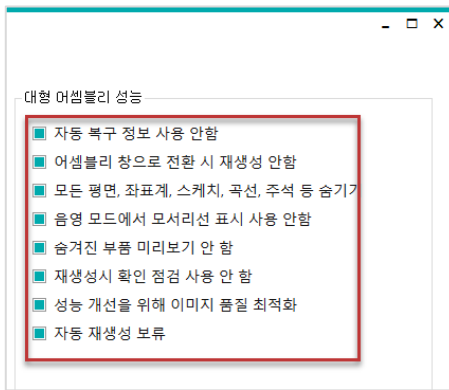 대형 어셈블리 성능
자동 복구 정보 사용 안함
어셈블리 창으로 전환 시 재생성 안함
모든 평면, 좌표계, 스케치, 곡선, 주석 등 숨기기
음영 모드에서 모서리선 표시 사용 안함
숨겨진 부품 미리보기 안 함
재생성시 확인 점검 사용 안 함
성능 개선을 위해 이미지 품질 최적화
자동 재생성 보류